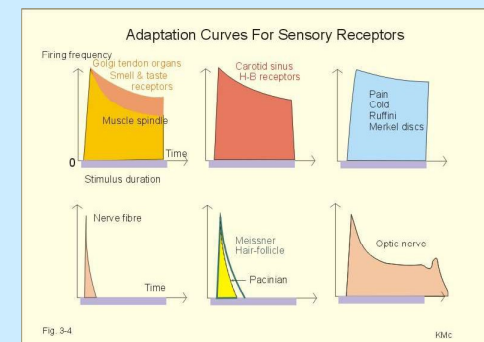 Adaptation Curves For Sensory Receptors
Firing frequency
Golgi tendon organs
Smell & taste
receptors
Muscle spindle
0
Time
Stimulus duration
Carotid sinus
H-B receptors
Pain
Cold
Ruffini
Merkel discs
Nerve fibre
Time
Meissner
Hair-follicle
Pacinian
Optic nerve
Fig. 3-4
KMc